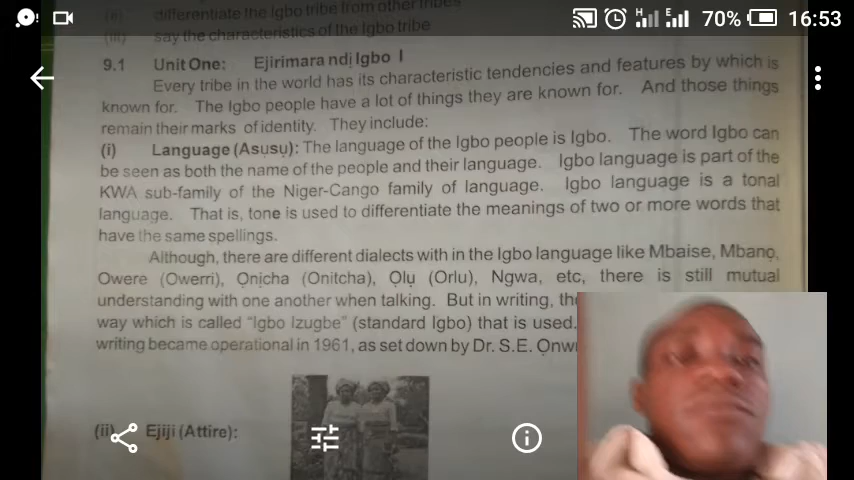 (ii) differentiate the Igbo tribe from other tribes
70% 16:53
(iii) say the characteristics of the Igbo tribe
9.1 Unit One: Ejirimara ndị Igbo I
Every tribe in the world has its characteristic tendencies and features by which is
known for. The Igbo people have a lot of things they are known for. And those things
remain their marks of identity. They include:
(i) Language (Asụsụ): The language of the Igbo people is Igbo. The word Igbo can
be seen as both the name of the people and their language. Igbo language is part of the
KWA sub-family of the Niger-Cango family of language. Igbo language is a tonal
language. That is, tone is used to differentiate the meanings of two or more words that
have the same spellings.
Although, there are different dialects with in the Igbo language like Mbaise, Mbanọ,
Owere (Owerri), Ọnịcha (Onitcha), Ọlụ (Orlu), Ngwa, etc, there is still mutual
understanding with one another when talking. But in writing,
way which is called "Igbo Izugbe" (standard Igbo) that is used.
writing became operational in 1961, as set down by Dr. S.E.
(ii) Ejiji (Attire):